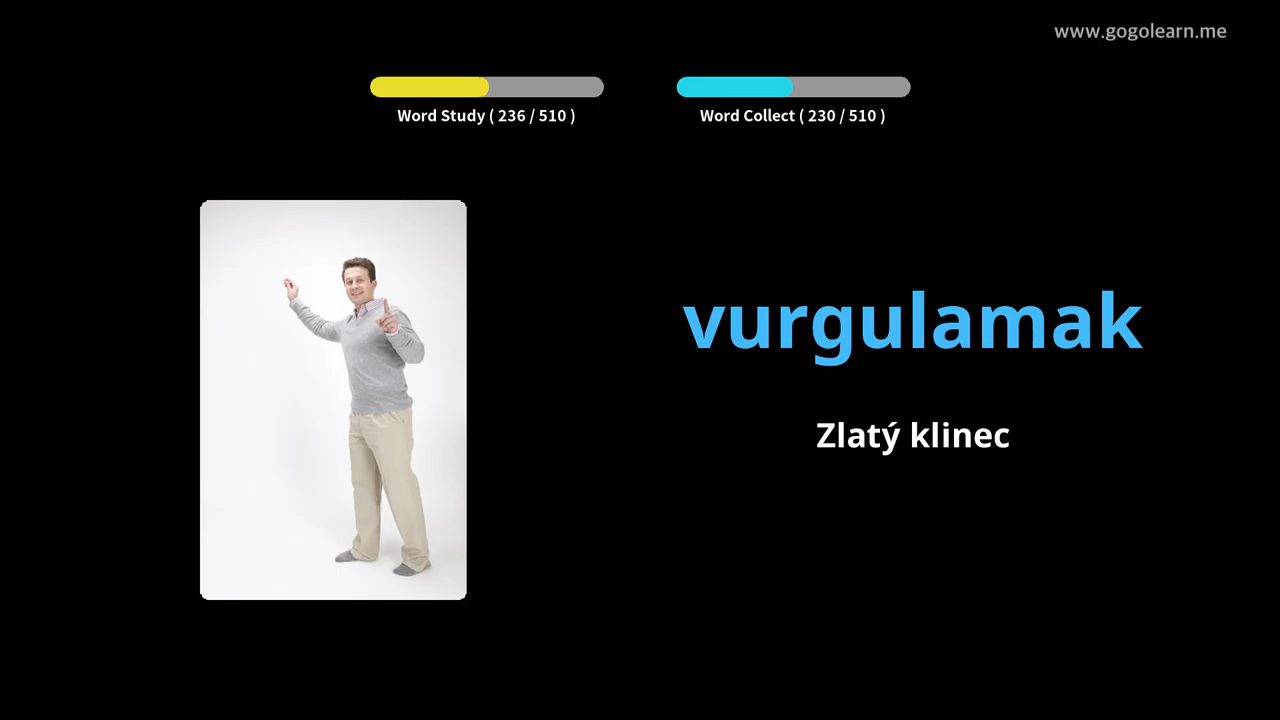 www.gogolearn.me
Word Study ( 236 / 510 )
Word Collect ( 230 / 510 )
vurgulamak
Zlatý klinec